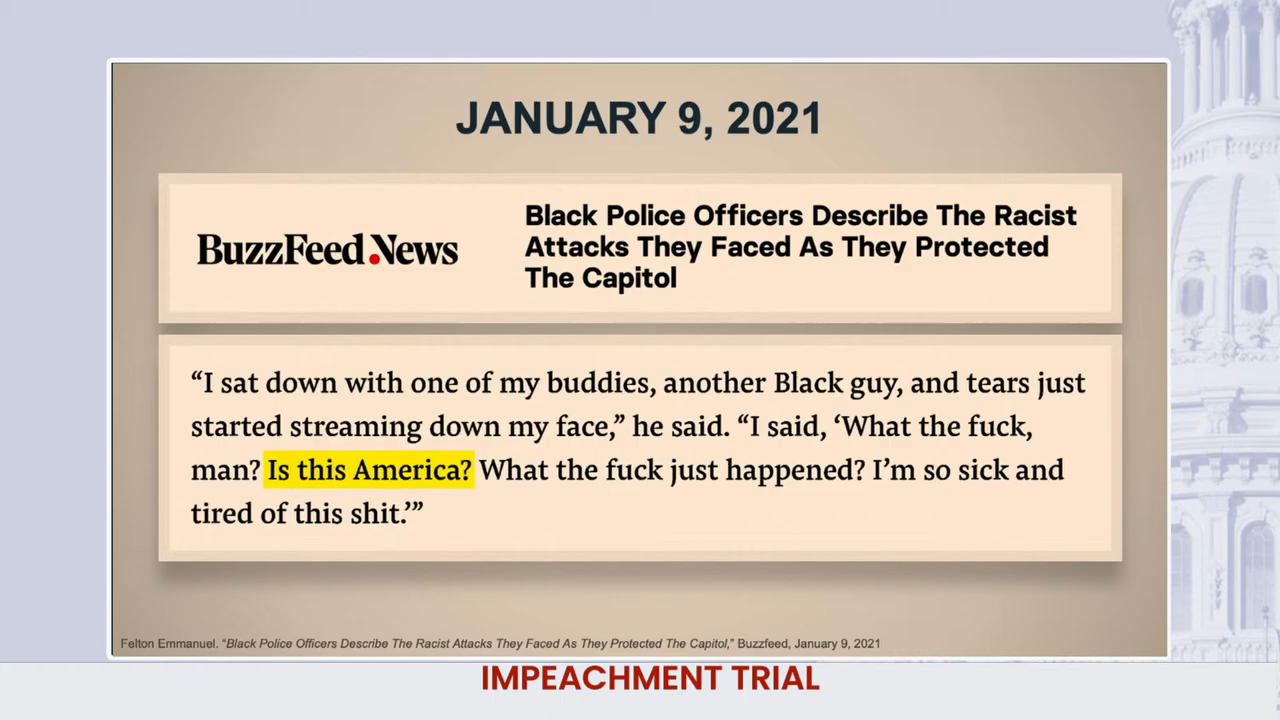 JANUARY 9, 2021
BuzzFeed.News
Black Police Officers Describe The Racist
Attacks They Faced As They Protected
The Capitol
“I sat down with one of my buddies, another Black guy, and tears just
started streaming down my face,” he said. “I said, ‘What the fuck,
man? Is this America? What the fuck just happened? I’m so sick and
tired of this shit.’”
Felton Emmanuel. “Black Police Officers Describe The Racist Attacks They Faced As They Protected The Capitol,” Buzzfeed, January 9, 2021
IMPEACHMENT TRIAL